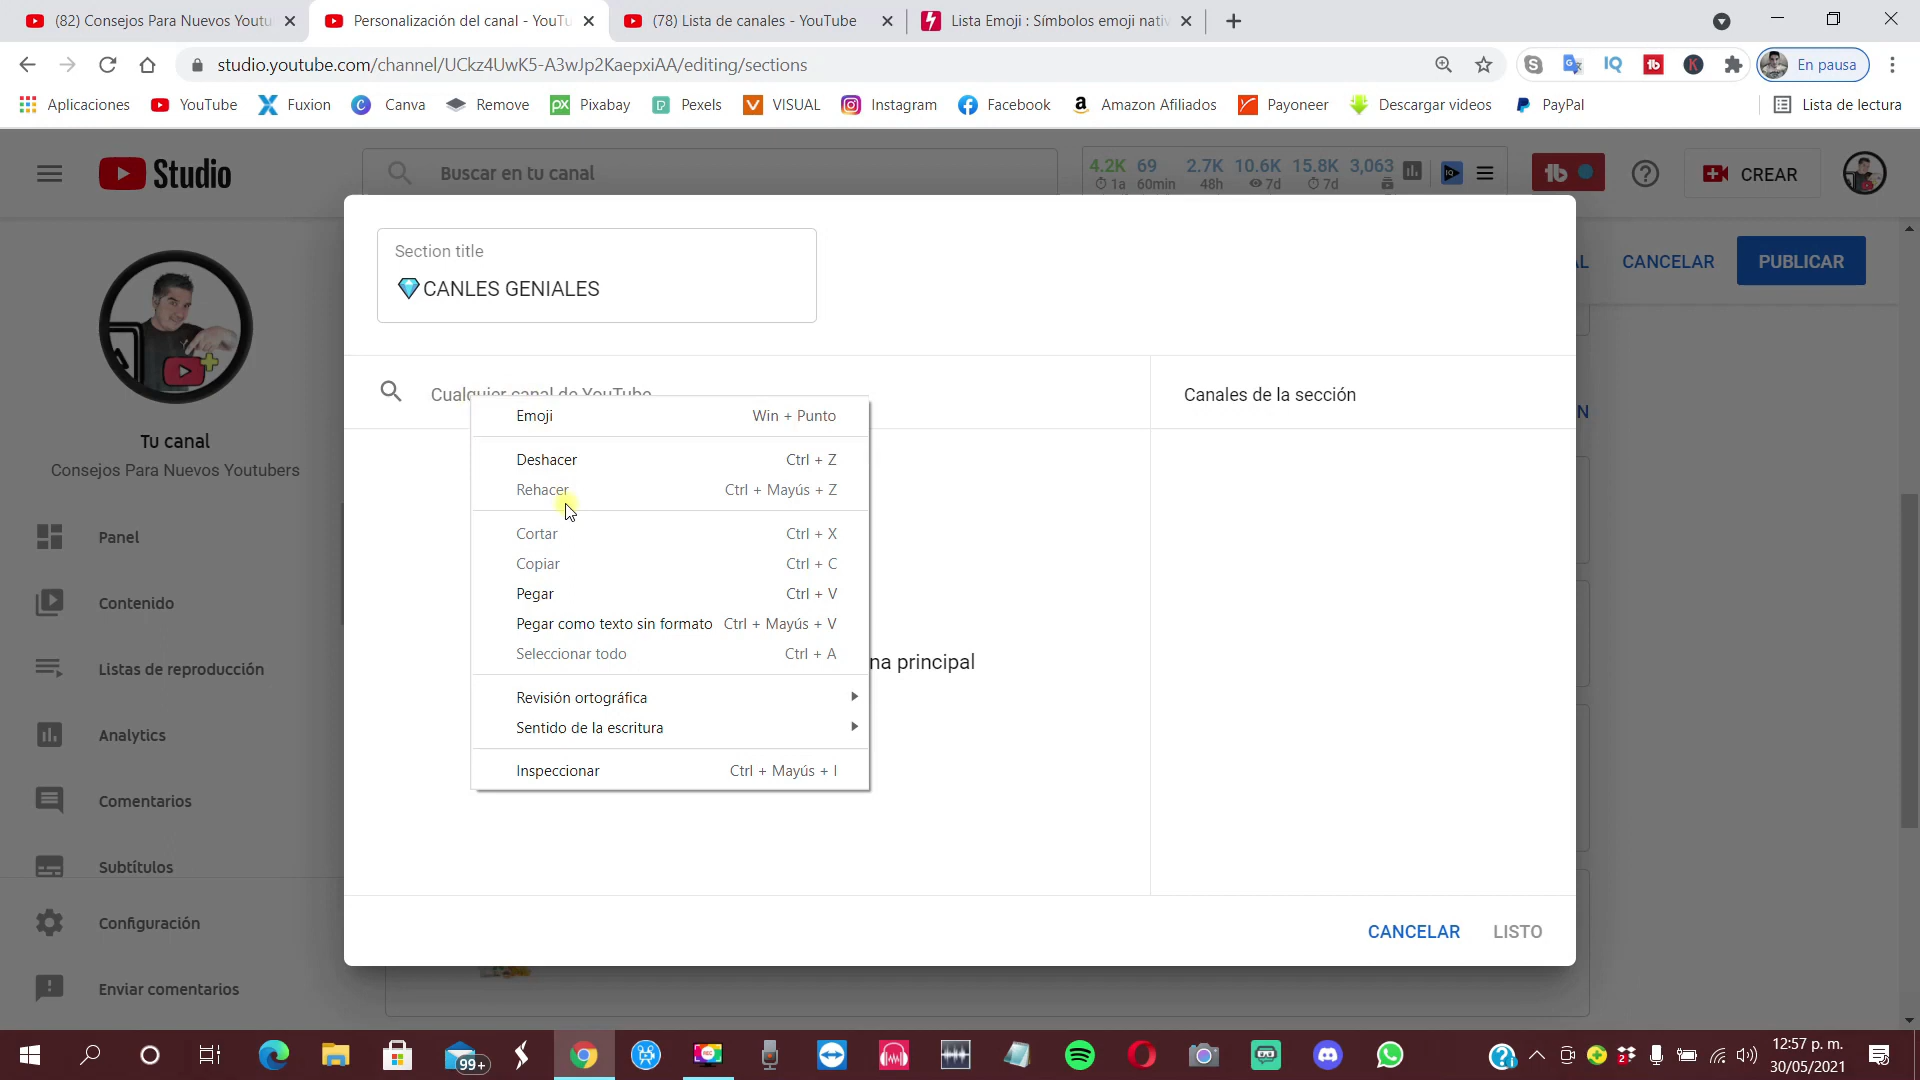 (82) Consejos Para Nuevos Youtu
Personalización del canal - YouTu
(78) Lista de canales - YouTube
Lista Emoji : Símbolos emoji nativ
studio.youtube.com/channel/UCkz4UwK5-A3wJp2KaepxiAA/editing/sections
En pausa
Aplicaciones
YouTube
Fuxion
Canva
Remove
Pixabay
Pexels
VISUAL
Instagram
Facebook
Amazon Afiliados
Payoneer
Descargar videos
PayPal
Lista de lectura
Studio
Buscar en tu canal
4.2K 69 2.7K 10.6K 15.8K 3,063
1a 60min 48h 7d 7d
CREAR
Section title
💎CANLES GENIALES
CANCELAR
PUBLICAR
Cualquier canal de YouTube
Canales de la sección
Emoji Win + Punto
Deshacer Ctrl + Z
Rehacer Ctrl + Mayús + Z
Cortar Ctrl + X
Copiar Ctrl + C
Pegar Ctrl + V
Pegar como texto sin formato Ctrl + Mayús + V
Seleccionar todo Ctrl + A
Revisión ortográfica
Sentido de la escritura
Inspeccionar Ctrl + Mayús + I
na principal
Tu canal
Consejos Para Nuevos Youtubers
Panel
Contenido
Listas de reproducción
Analytics
Comentarios
Subtítulos
Configuración
Enviar comentarios
CANCELAR
LISTO
99+
12:57 p. m.
30/05/2021